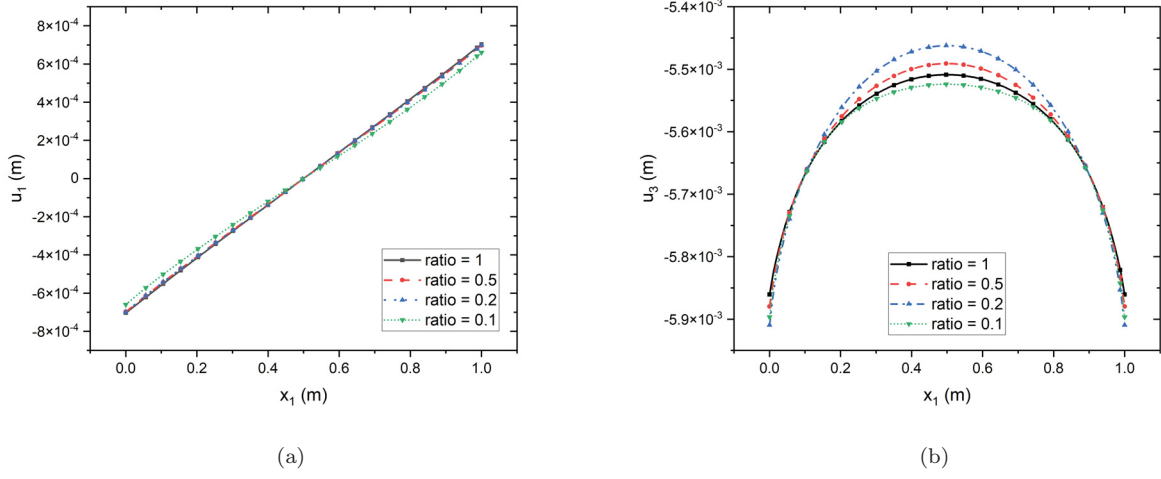 8×10⁻⁴
6×10⁻⁴
4×10⁻⁴
2×10⁻⁴
0
-2×10⁻⁴
-4×10⁻⁴
-6×10⁻⁴
-8×10⁻⁴
u₁ (m)
ratio = 1
ratio = 0.5
ratio = 0.2
ratio = 0.1
0.0 0.2 0.4 0.6 0.8 1.0
x₁ (m)
(a)
-5.4×10⁻³
-5.5×10⁻³
-5.6×10⁻³
-5.7×10⁻³
-5.8×10⁻³
-5.9×10⁻³
u₃ (m)
ratio = 1
ratio = 0.5
ratio = 0.2
ratio = 0.1
0.0 0.2 0.4 0.6 0.8 1.0
x₁ (m)
(b)